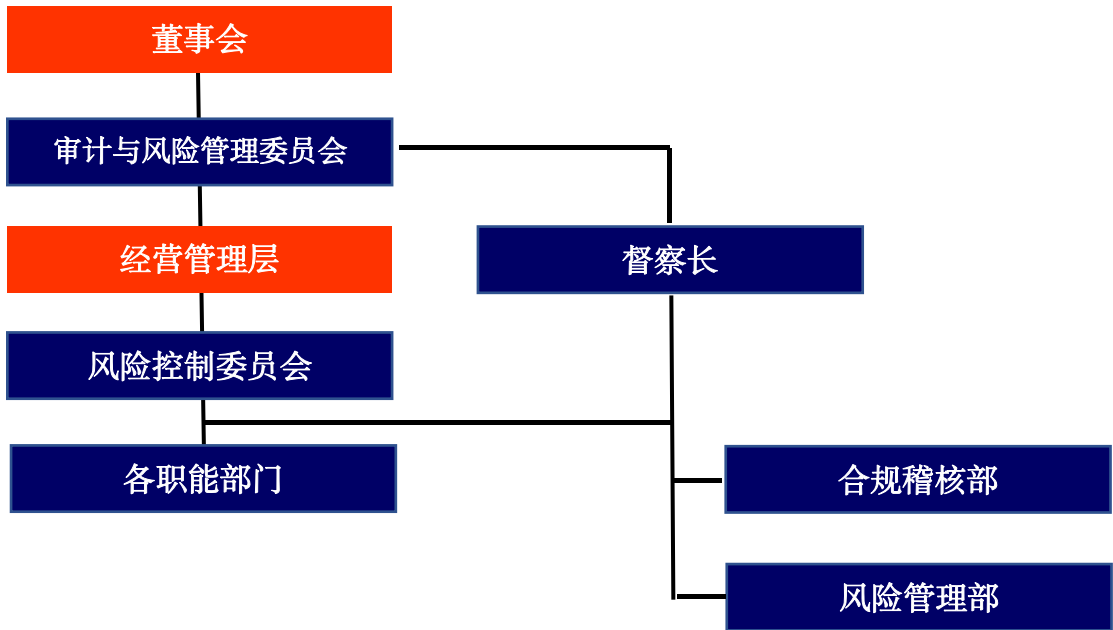 董事会
审计与风险管理委员会
经营管理层
督察长
风险控制委员会
各职能部门
合规稽核部
风险管理部